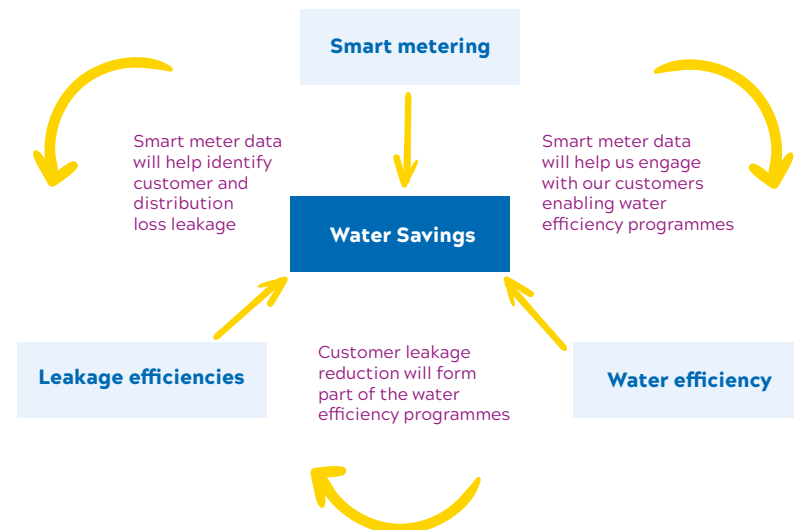 Smart metering
Smart meter data
will help identify
customer and
distribution
loss leakage
Smart meter data
will help us engage
with our customers
enabling water
efficiency programmes
Water Savings
Leakage efficiencies
Customer leakage
reduction will form
part of the water
efficiency programmes
Water efficiency